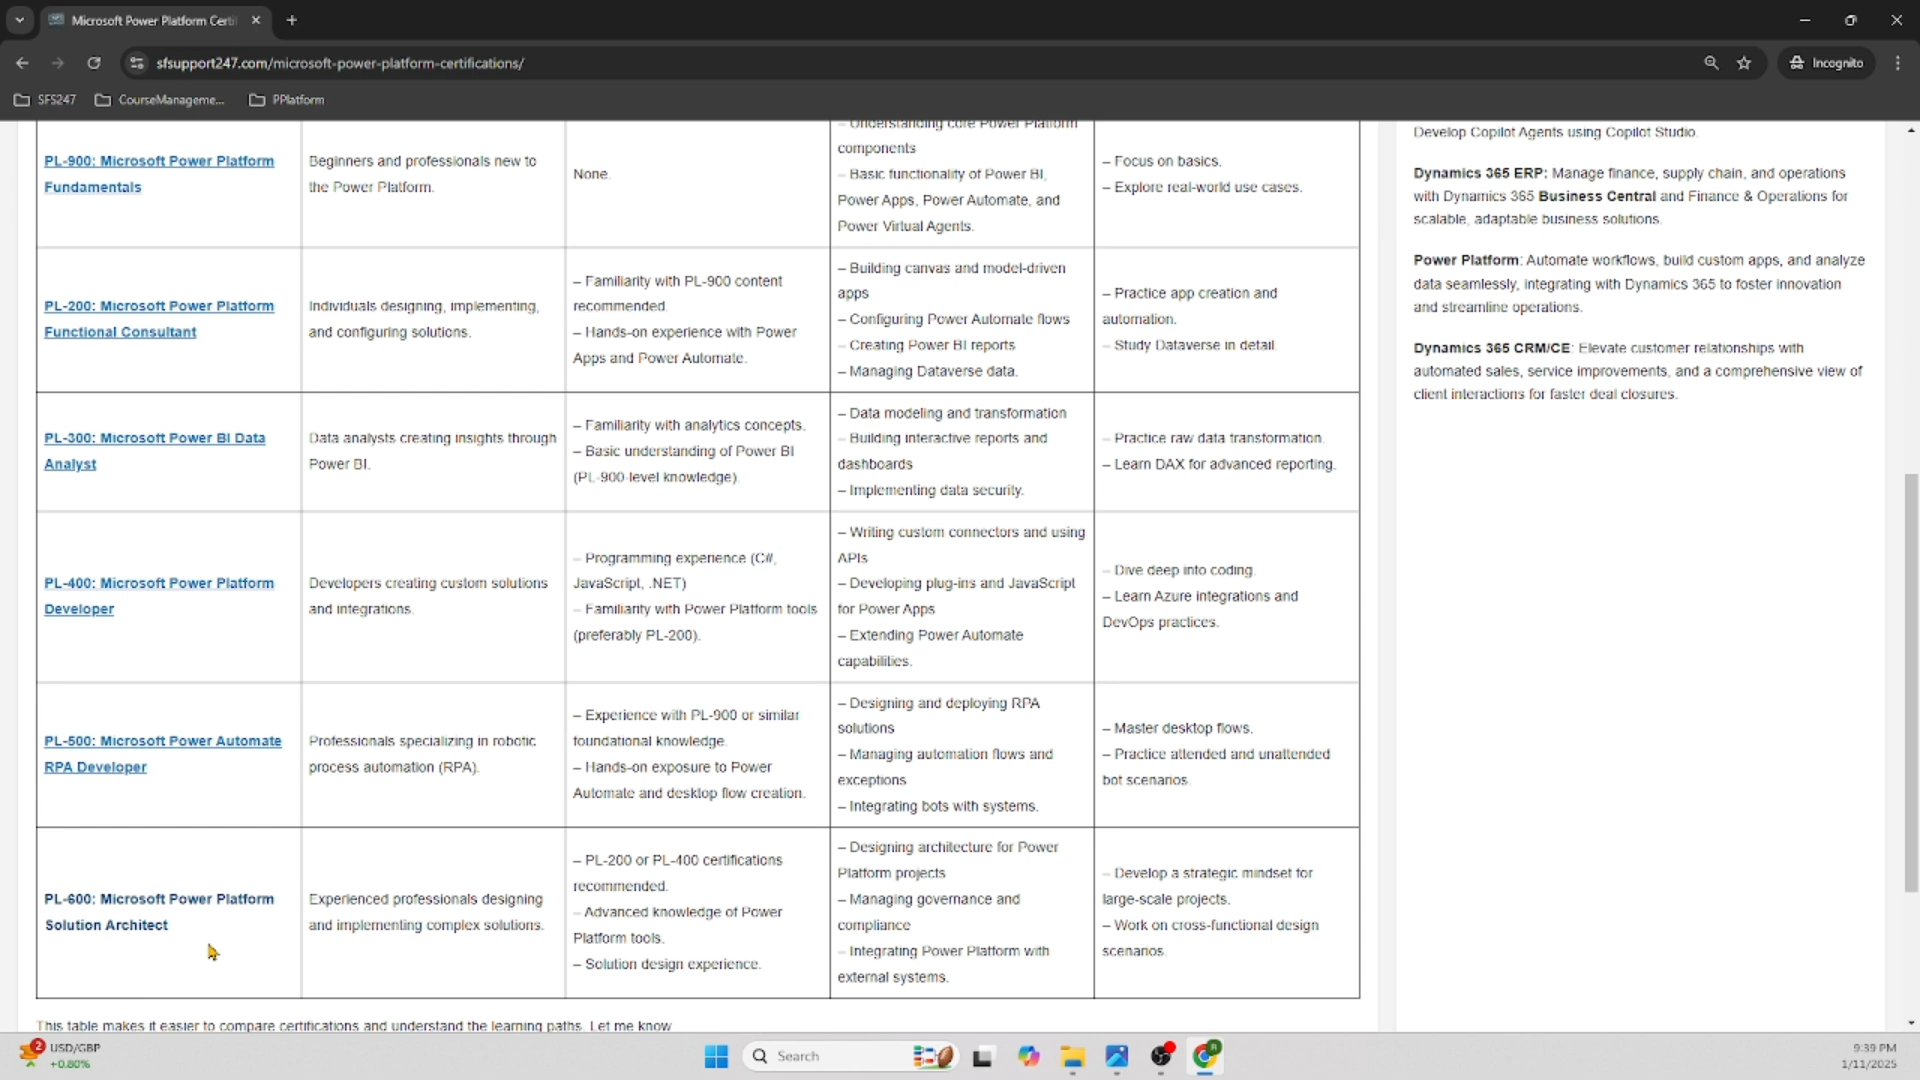 Microsoft Power Platform Certi
sfsupport247.com/microsoft-power-platform-certifications/
Incognito
SFS247
CourseManageme...
PPlatform
– Understanding core Power Platform
components
– Basic functionality of Power BI,
Power Apps, Power Automate, and
Power Virtual Agents.
PL-900: Microsoft Power Platform
Fundamentals
Beginners and professionals new to
the Power Platform.
None.
– Focus on basics.
– Explore real-world use cases.
PL-200: Microsoft Power Platform
Functional Consultant
Individuals designing, implementing,
and configuring solutions.
– Familiarity with PL-900 content
recommended.
– Hands-on experience with Power
Apps and Power Automate.
– Building canvas and model-driven
apps
– Configuring Power Automate flows
– Creating Power BI reports
– Managing Dataverse data.
– Practice app creation and
automation.
– Study Dataverse in detail.
PL-300: Microsoft Power BI Data
Analyst
Data analysts creating insights through
Power BI.
– Familiarity with analytics concepts.
– Basic understanding of Power BI
(PL-900-level knowledge).
– Data modeling and transformation
– Building interactive reports and
dashboards
– Implementing data security.
– Practice raw data transformation.
– Learn DAX for advanced reporting.
PL-400: Microsoft Power Platform
Developer
Developers creating custom solutions
and integrations.
– Programming experience (C#,
JavaScript, .NET)
– Familiarity with Power Platform tools
(preferably PL-200).
– Writing custom connectors and using
APIs
– Developing plug-ins and JavaScript
for Power Apps
– Extending Power Automate
capabilities.
– Dive deep into coding.
– Learn Azure integrations and
DevOps practices.
PL-500: Microsoft Power Automate
RPA Developer
Professionals specializing in robotic
process automation (RPA).
– Experience with PL-900 or similar
foundational knowledge.
– Hands-on exposure to Power
Automate and desktop flow creation.
– Designing and deploying RPA
solutions
– Managing automation flows and
exceptions
– Integrating bots with systems.
– Master desktop flows.
– Practice attended and unattended
bot scenarios.
PL-600: Microsoft Power Platform
Solution Architect
Experienced professionals designing
and implementing complex solutions.
– PL-200 or PL-400 certifications
recommended.
– Advanced knowledge of Power
Platform tools.
– Solution design experience.
– Designing architecture for Power
Platform projects
– Managing governance and
compliance
– Integrating Power Platform with
external systems.
– Develop a strategic mindset for
large-scale projects.
– Work on cross-functional design
scenarios.
This table makes it easier to compare certifications and understand the learning paths. Let me know
Develop Copilot Agents using Copilot Studio.
Dynamics 365 ERP: Manage finance, supply chain, and operations
with Dynamics 365 Business Central and Finance & Operations for
scalable, adaptable business solutions.
Power Platform: Automate workflows, build custom apps, and analyze
data seamlessly, integrating with Dynamics 365 to foster innovation
and streamline operations.
Dynamics 365 CRM/CE: Elevate customer relationships with
automated sales, service improvements, and a comprehensive view of
client interactions for faster deal closures.
2
USD/GBP
+0.80%
Search
R
9:39 PM
1/11/2025